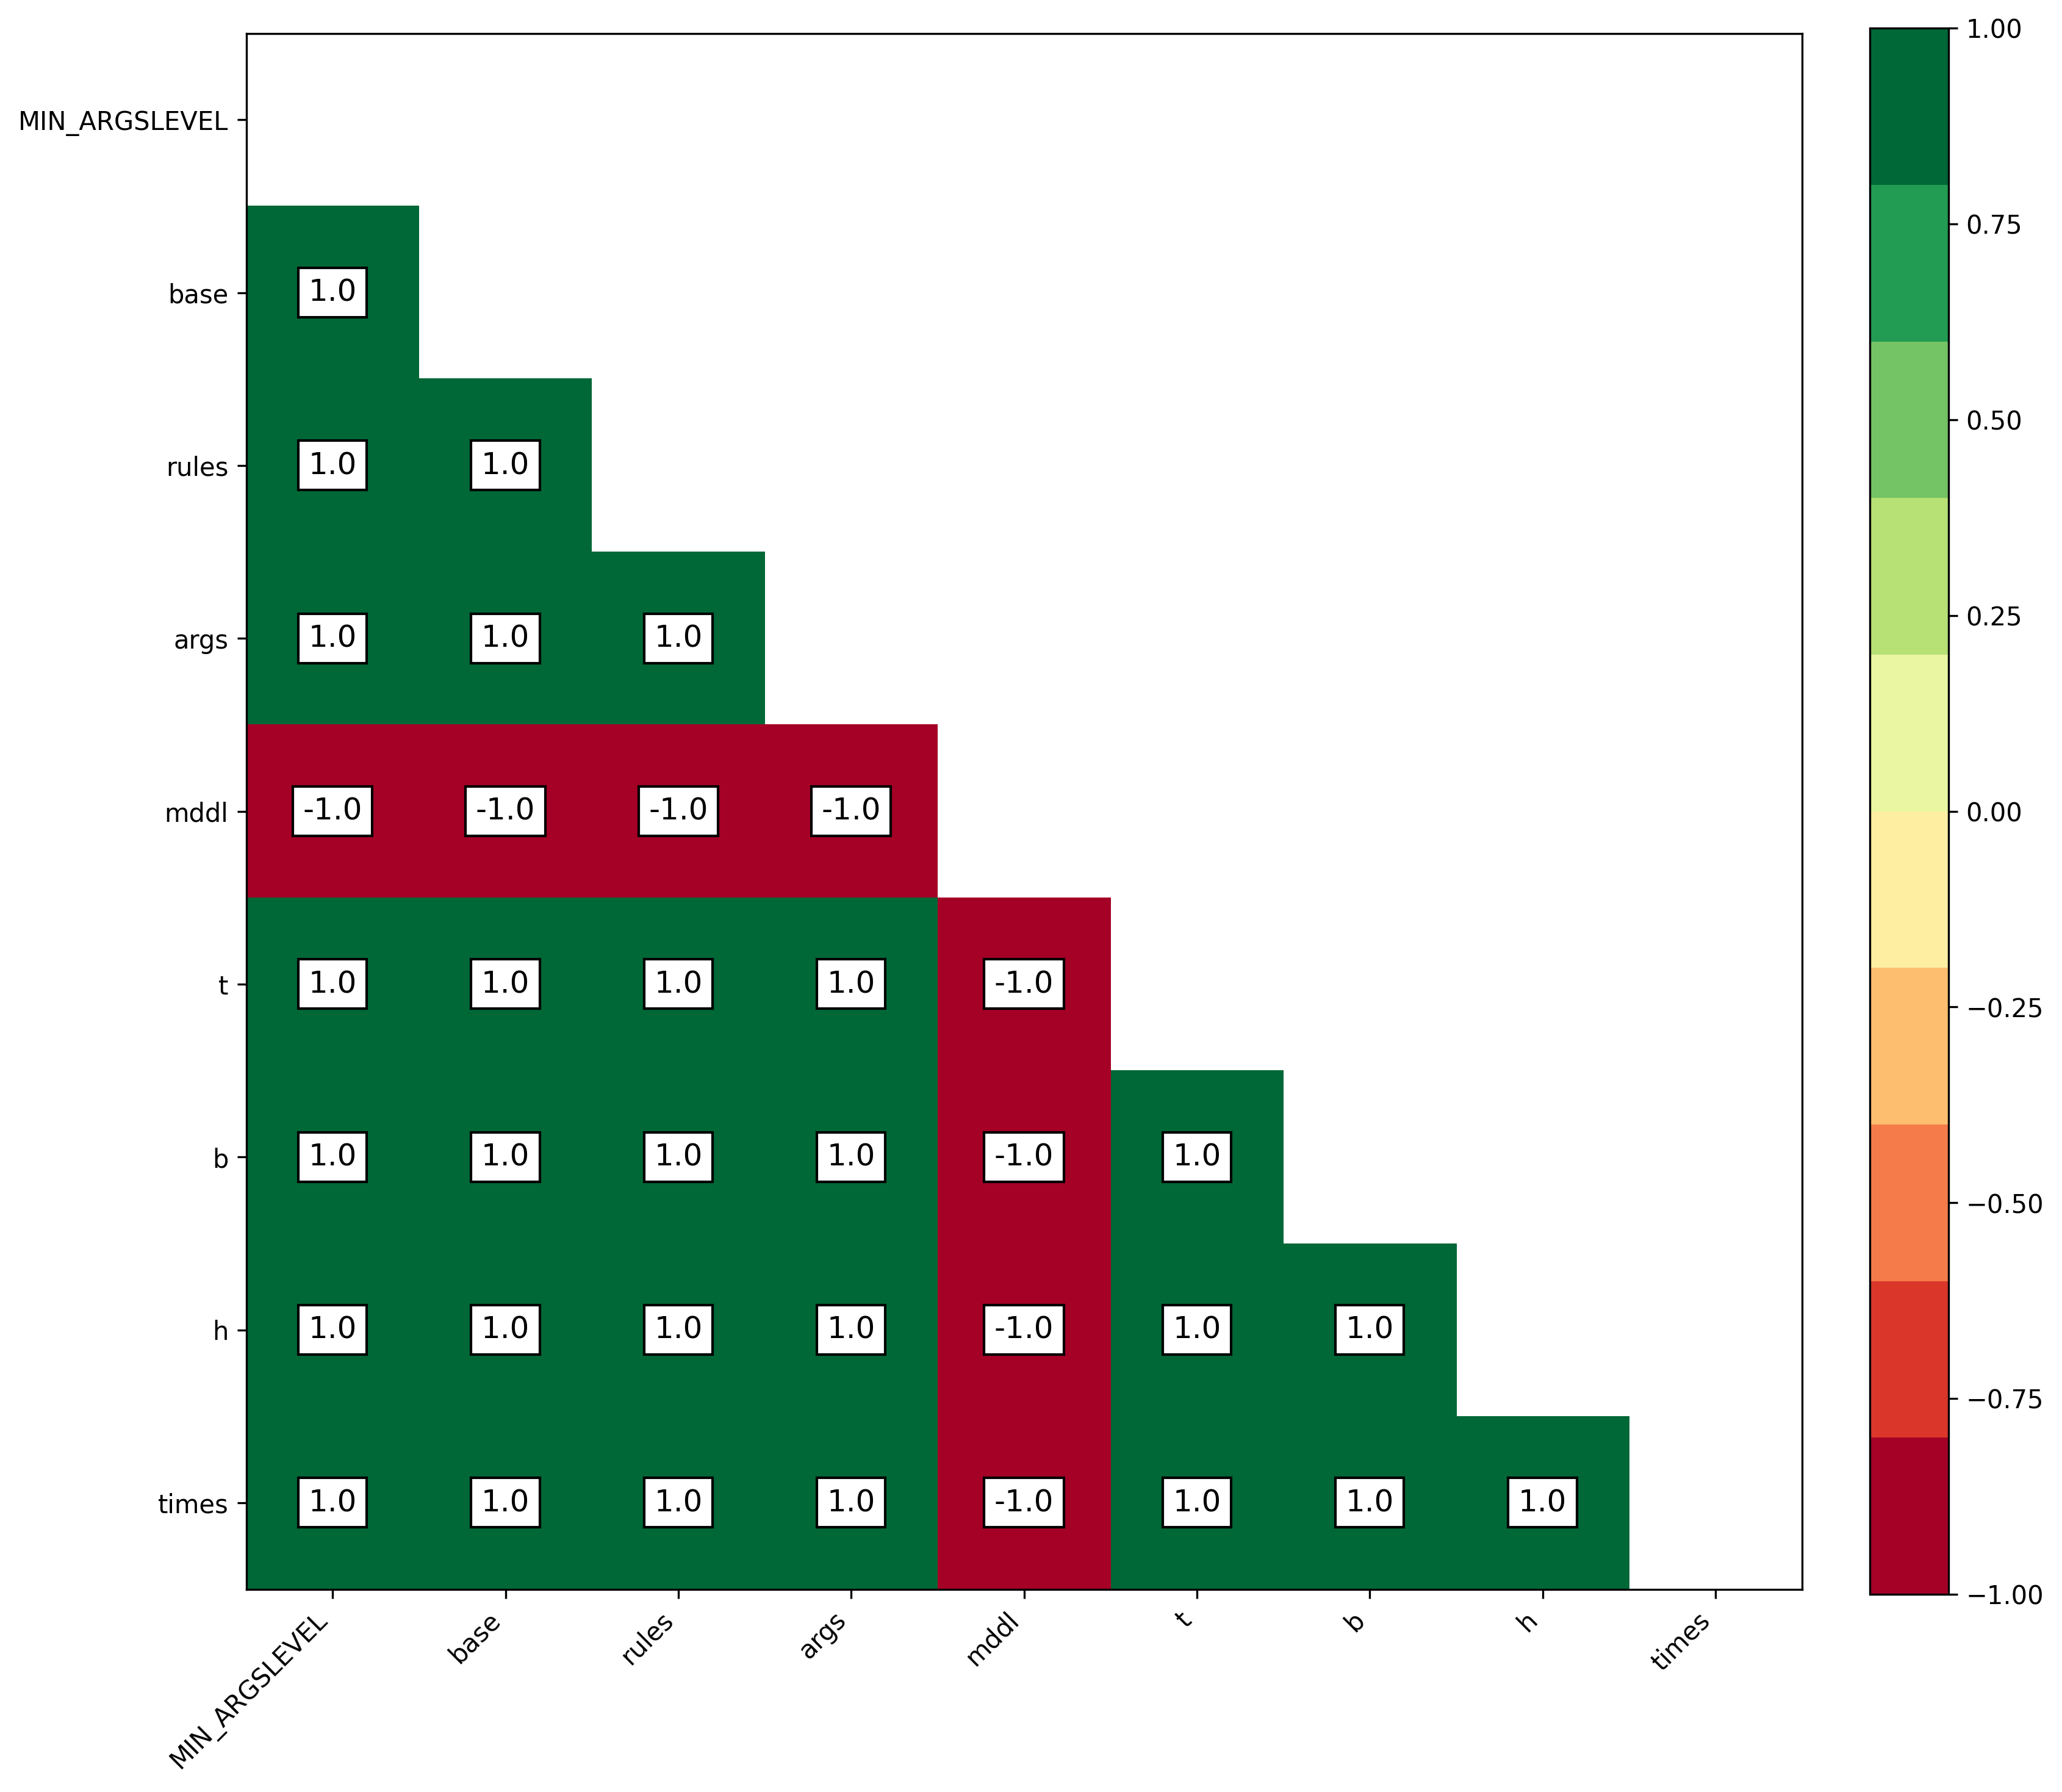 MIN_ARGSLEVEL
base 1.0
rules 1.0 1.0
args 1.0 1.0 1.0
mddl -1.0 -1.0 -1.0 -1.0
t 1.0 1.0 1.0 1.0 -1.0
b 1.0 1.0 1.0 1.0 -1.0 1.0
h 1.0 1.0 1.0 1.0 -1.0 1.0 1.0
times 1.0 1.0 1.0 1.0 -1.0 1.0 1.0 1.0
MIN_ARGSLEVEL base rules args mddl t b h times
1.00
0.75
0.50
0.25
0.00
−0.25
−0.50
−0.75
−1.00